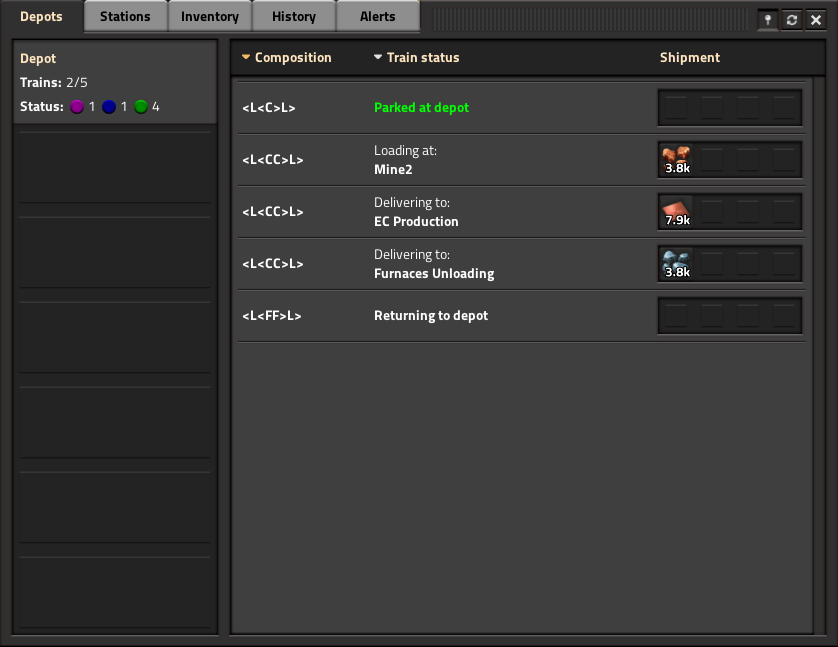 Depots
Stations
Inventory
History
Alerts
Depot
Trains: 2/5
Status: 1 1 4
Composition
Train status
Shipment
<L<C>L>
Parked at depot
<L<CC>L>
Loading at:
Mine2
3.8k
<L<CC>L>
Delivering to:
EC Production
7.9k
<L<CC>L>
Delivering to:
Furnaces Unloading
3.8k
<L<FF>L>
Returning to depot